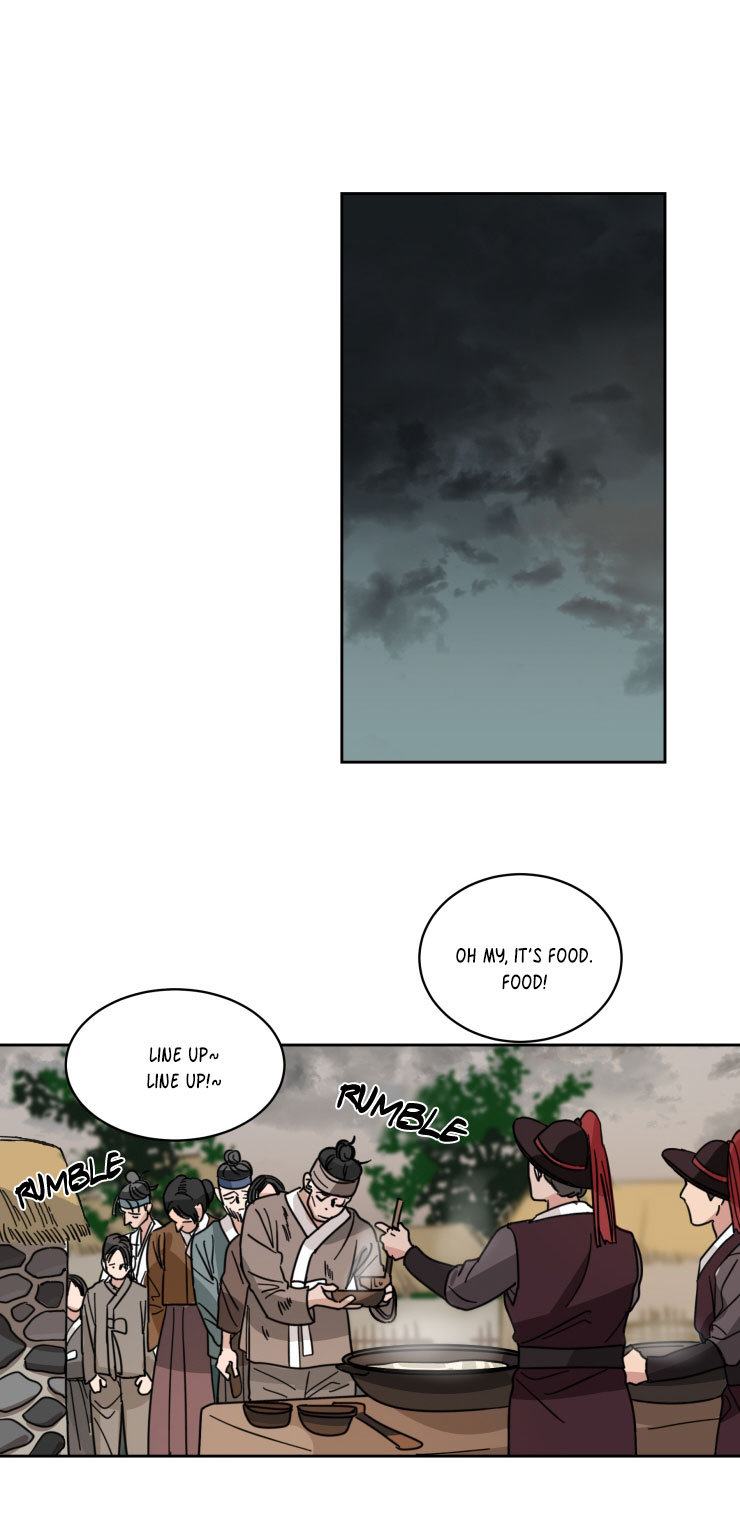 OH MY, IT'S FOOD.
FOOD!
LINE UP~
LINE UP!~
RUMBLE
RUMBLE